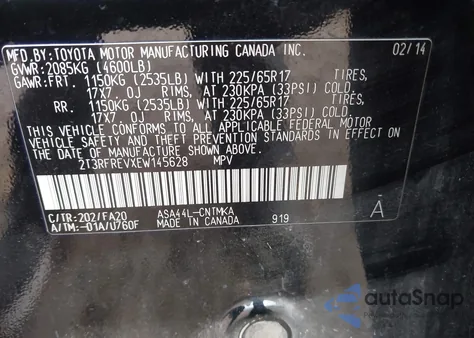 MFD.BY: TOYOTA MOTOR MANUFACTURING CANADA INC. 02/14
GVWR: 2085KG (4600LB)
GAWR: FRT. 1150KG (2535LB) WITH 225/65R17 TIRES,
17X7.0J RIMS, AT 230KPA (33PSI) COLD.
RR. 1150KG (2535LB) WITH 225/65R17 TIRES,
17X7.0J RIMS, AT 230KPA (33PSI) COLD.
THIS VEHICLE CONFORMS TO ALL APPLICABLE FEDERAL MOTOR
VEHICLE SAFETY AND THEFT PREVENTION STANDARDS IN EFFECT
ON THE DATE OF MANUFACTURE SHOWN ABOVE.
2T3RFREVXEW145628 MPV
C/TR:202/FA20 ASA44L-CNTMKA 919 A
A/TM:-01A/U760F MADE IN CANADA
autoSnap